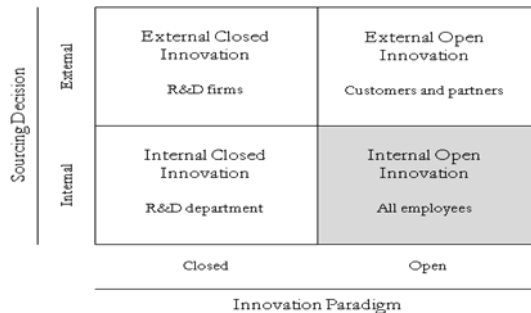 Sourcing Decision
External
Internal
External Closed
Innovation
R&D firms
External Open
Innovation
Customers and partners
Internal Closed
Innovation
R&D department
Internal Open
Innovation
All employees
Closed
Open
Innovation Paradigm